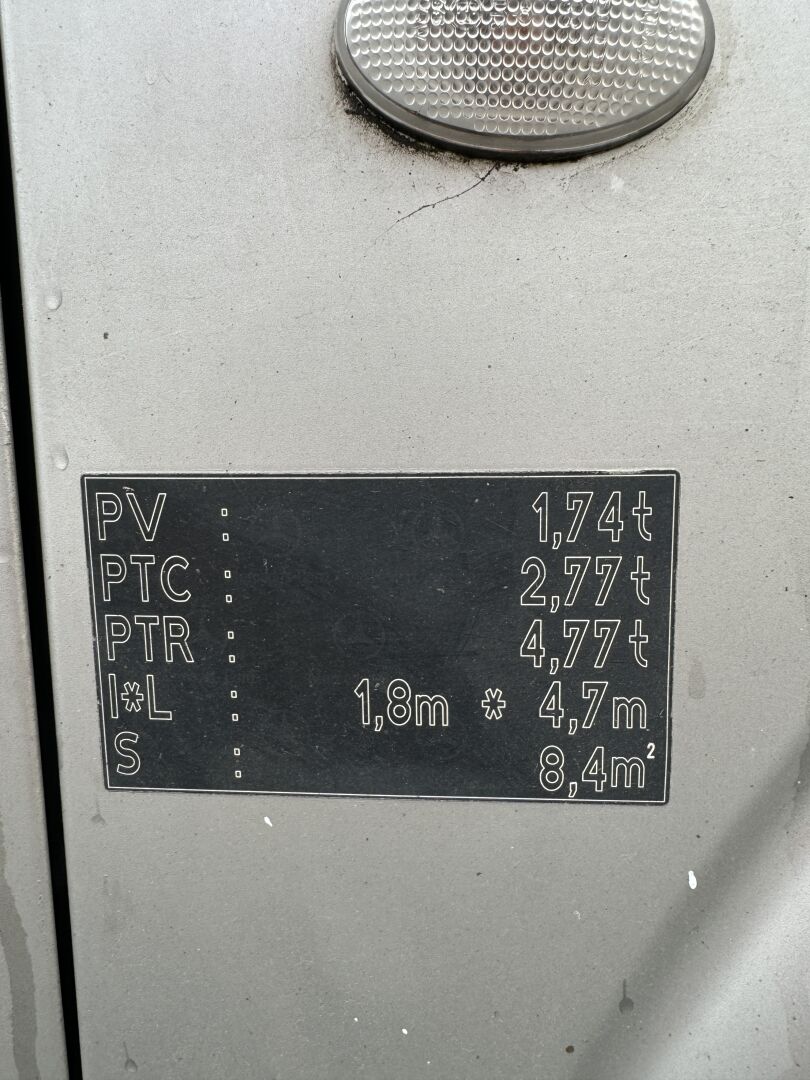 PV : 1,74t
PTC : 2,77t
PTR : 4,77t
l*L : 1,8m * 4,7m
S : 8,4m²